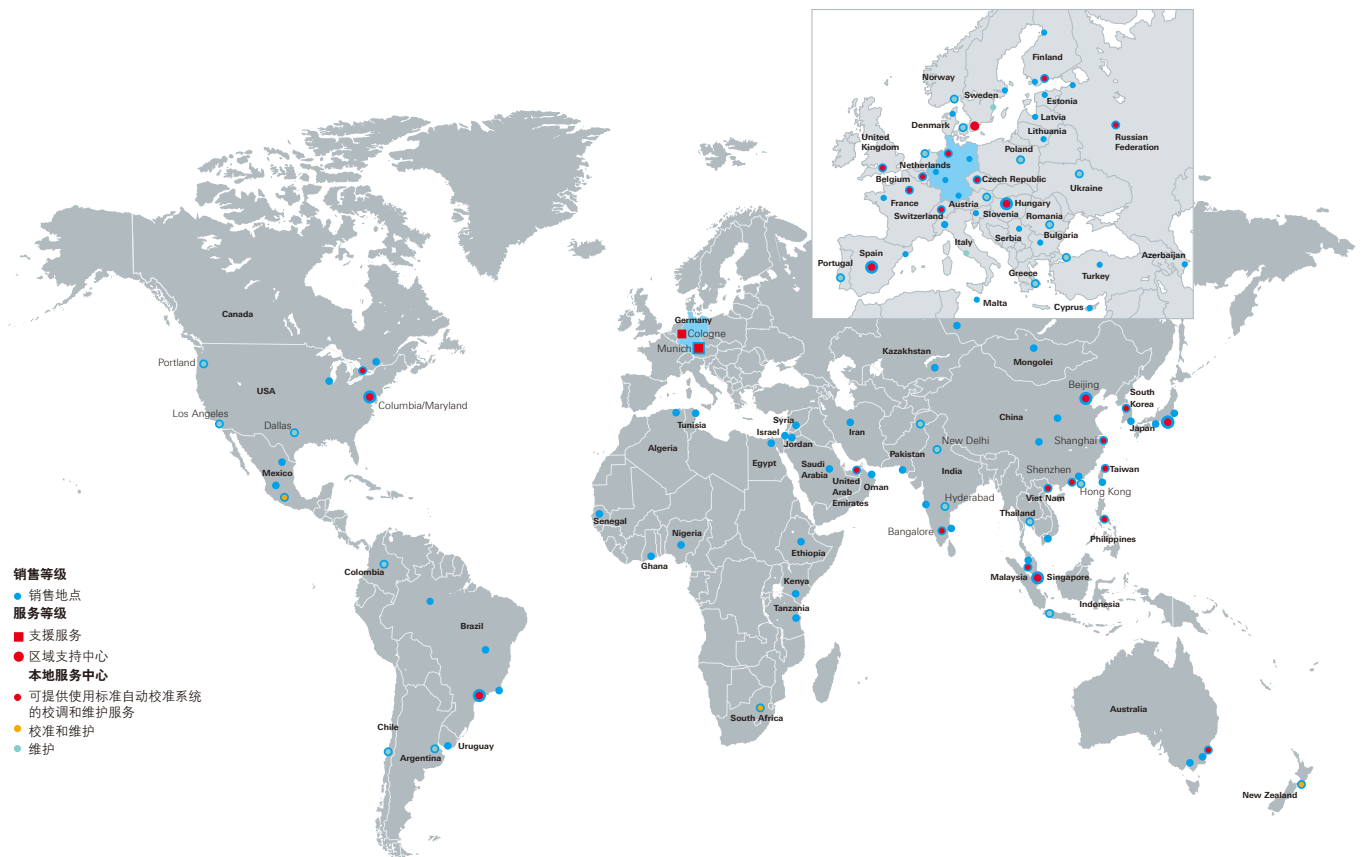 Finland
Norway
Sweden
Estonia
Latvia
Denmark
Lithuania
United
Kingdom
Russian
Federation
Poland
Netherlands
Belgium
Czech Republic
Ukraine
France
Austria
Hungary
Switzerland
Slovenia
Romania
Serbia
Bulgaria
Italy
Spain
Portugal
Azerbaijan
Greece
Turkey
Malta
Cyprus
Canada
Germany
Cologne
Munich
Kazakhstan
Mongolei
Portland
USA
Beijing
South
Korea
Columbia/Maryland
Los Angeles
Dallas
China
Japan
Tunisia
Syria
Israel
Jordan
Iran
New Delhi
Shanghai
Algeria
Egypt
Pakistan
Saudi
Arabia
India
Shenzhen
Taiwan
Mexico
United
Arab
Emirates
Oman
Hong Kong
Viet Nam
Hyderabad
Thailand
Senegal
Nigeria
Bangalore
Philippines
Ethiopia
Ghana
Colombia
Kenya
Malaysia
Singapore
Indonesia
Tanzania
Brazil
销售等级
销售地点
服务等级
支援服务
区域支持中心
本地服务中心
可提供使用标准自动校准系统
的校调和维护服务
校准和维护
维护
Australia
South Africa
Chile
Uruguay
Argentina
New Zealand